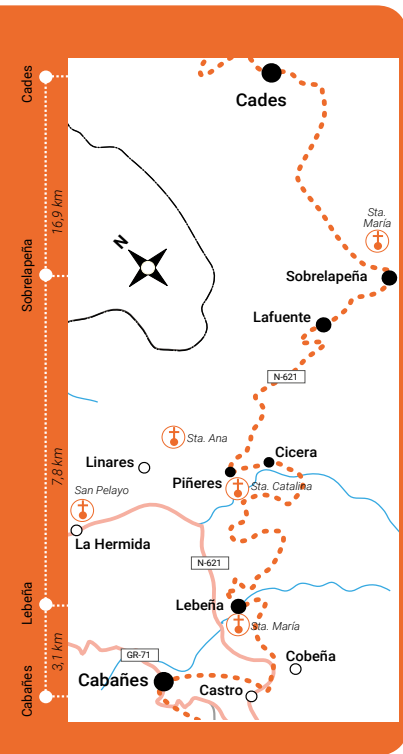 Cades
16,9 km
Sobrelapeña
7,8 km
Lebeña
3,1 km
Cabañes
Cades
N
Sta.
María
Sobrelapeña
Lafuente
N-621
Sta. Ana
Cicera
Linares
Piñeres
Sta. Catalina
San Pelayo
La Hermida
N-621
Lebeña
Sta. María
GR-71
Cobeña
Cabañes
Castro